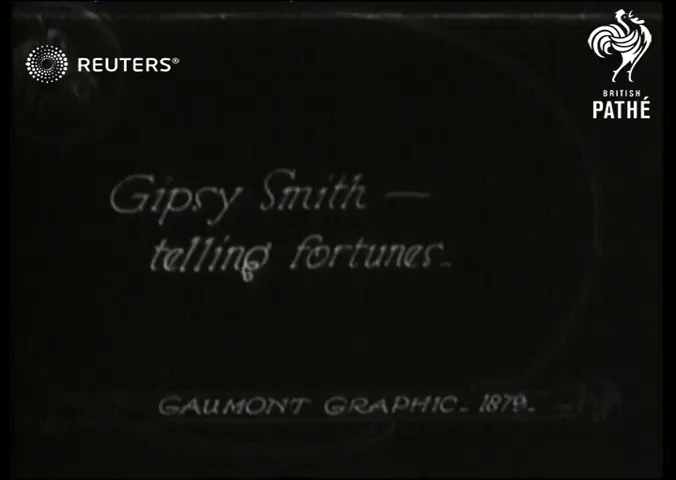 REUTERS®
BRITISH
PATHÉ
Gipsy Smith —
telling fortunes.
GAUMONT GRAPHIC. 1879.